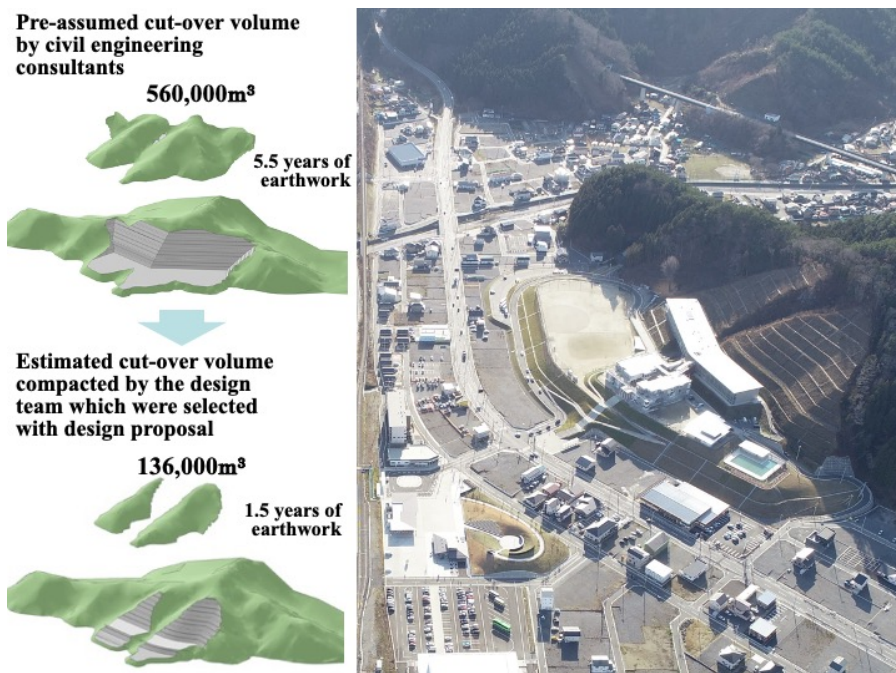 Pre-assumed cut-over volume
by civil engineering
consultants
560,000m³
5.5 years of
earthwork
Estimated cut-over volume
compacted by the design
team which were selected
with design proposal
136,000m³
1.5 years of
earthwork